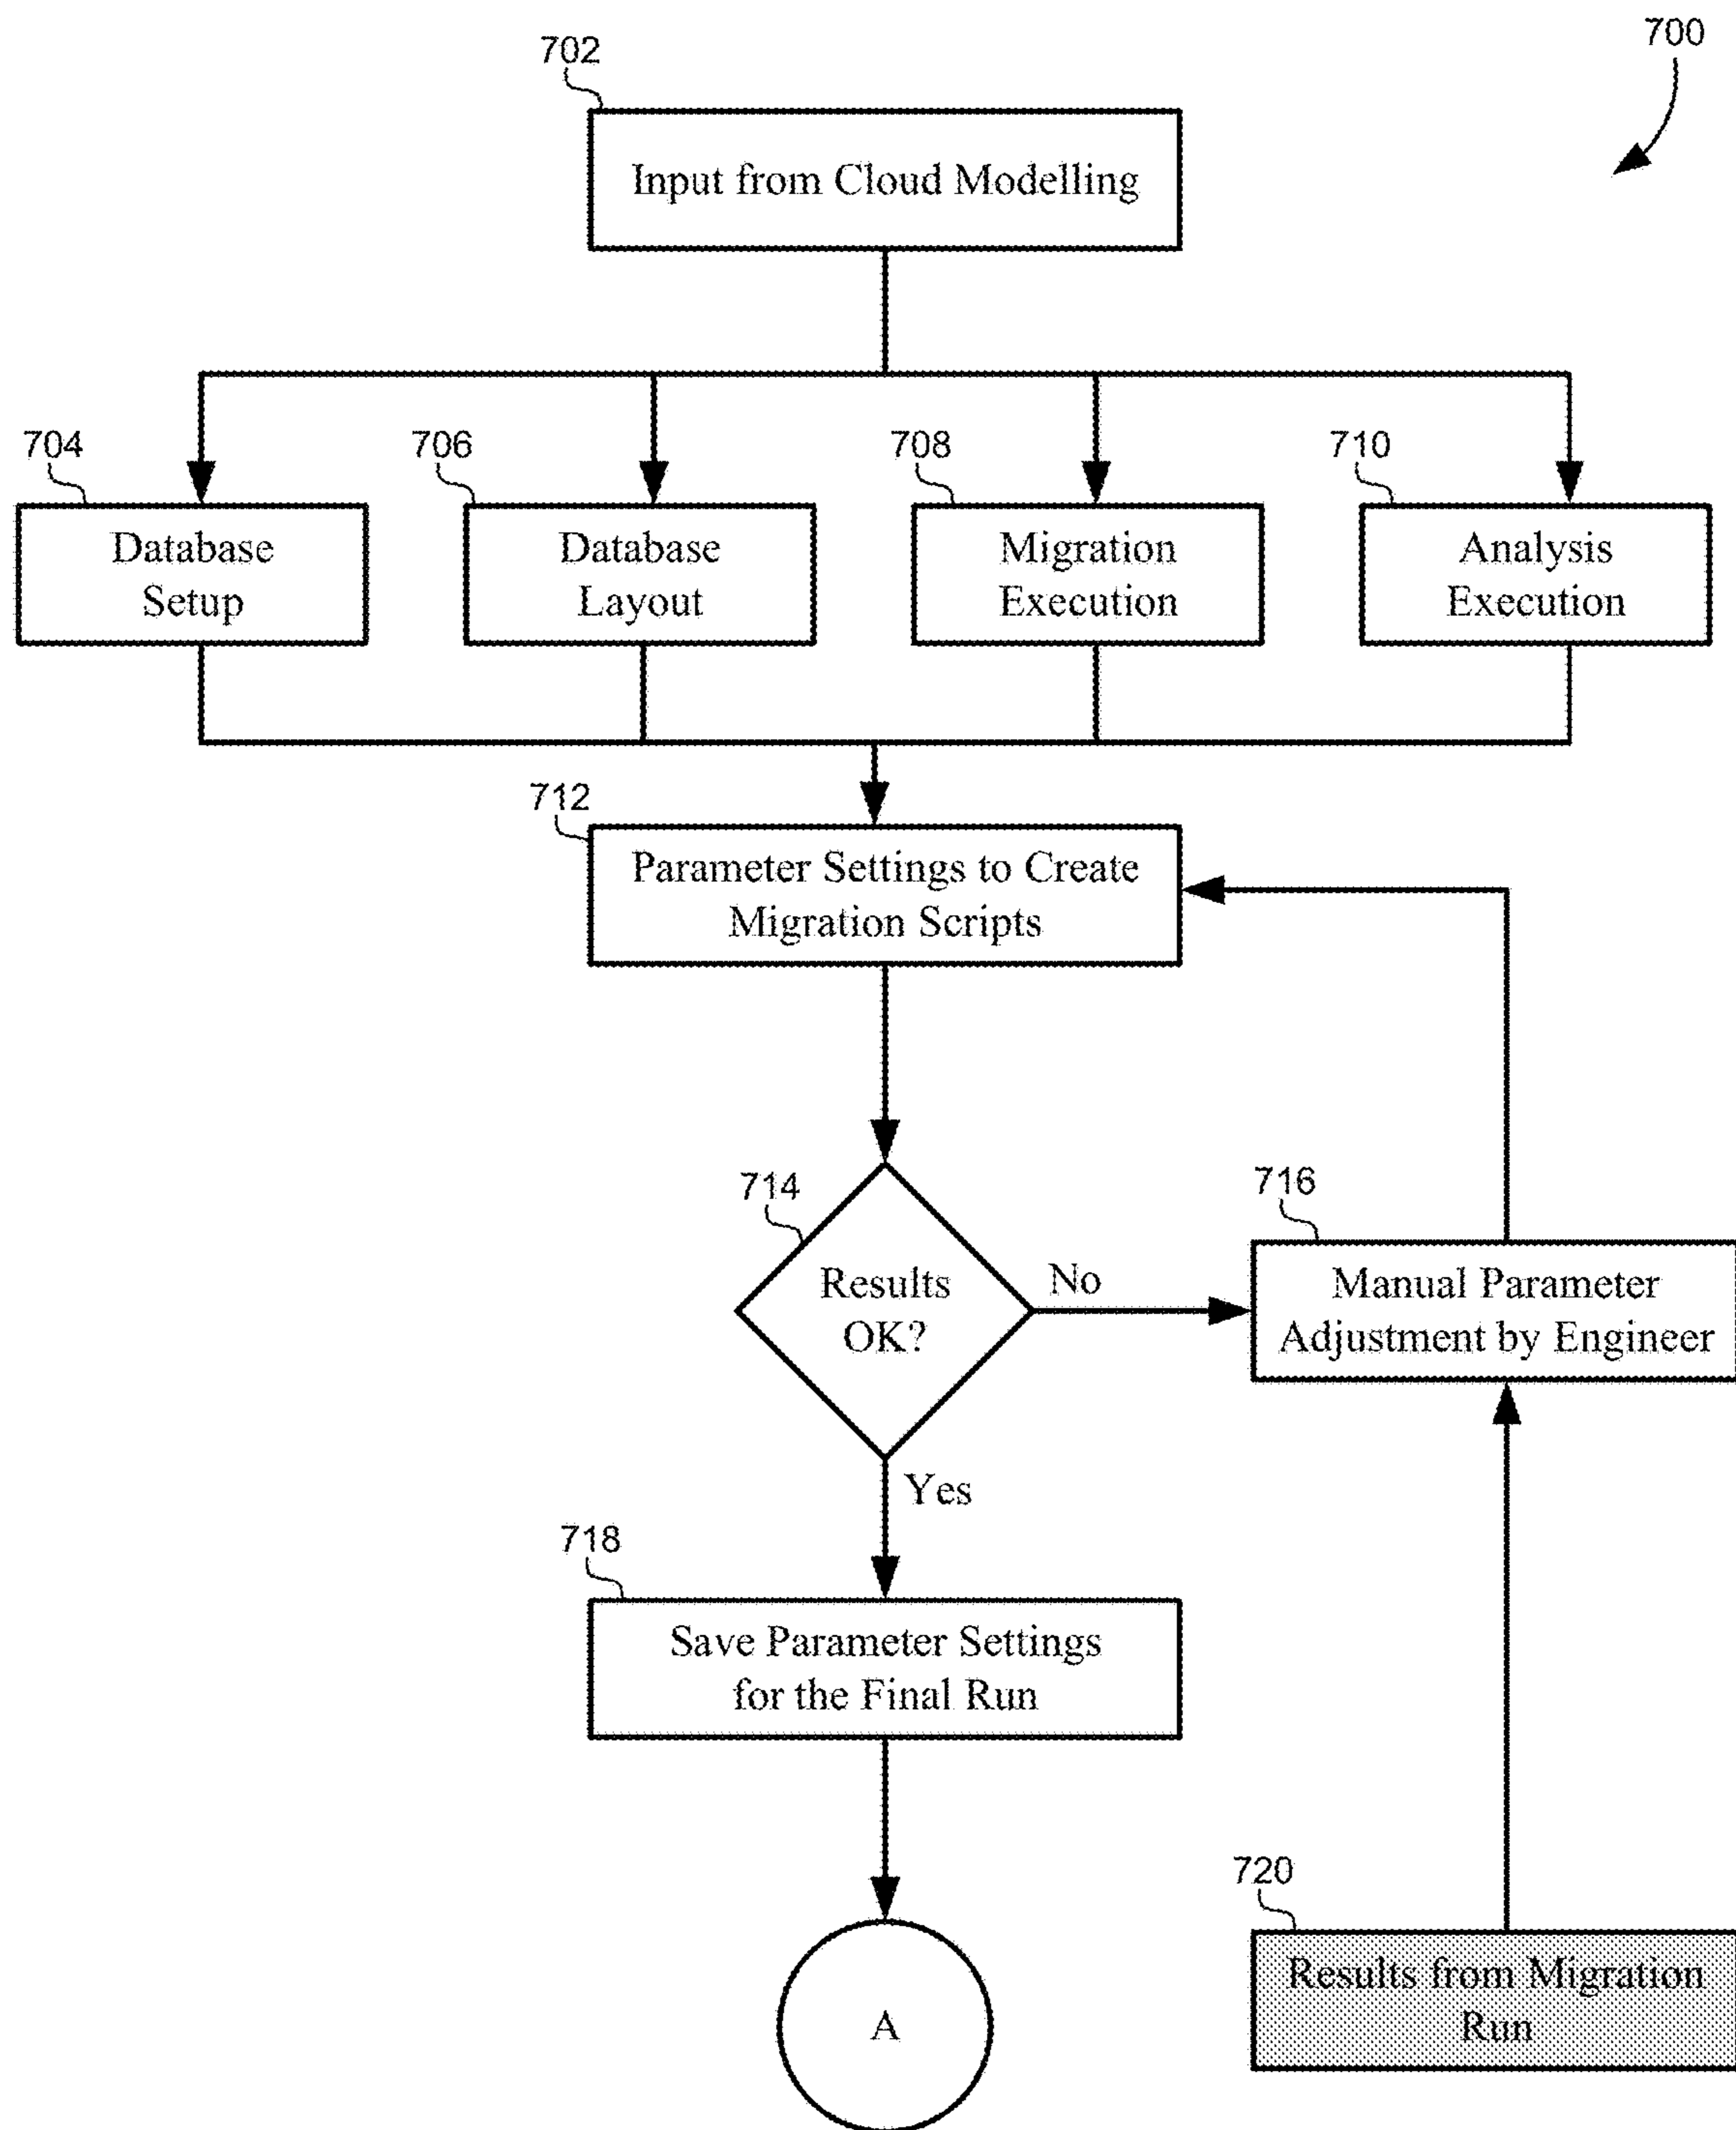 700
702
Input from Cloud Modelling
704
706
708
710
Database
Setup
Database
Layout
Migration
Execution
Analysis
Execution
712
Parameter Settings to Create
Migration Scripts
714
Results
OK?
No
716
Manual Parameter
Adjustment by Engineer
Yes
718
Save Parameter Settings
for the Final Run
720
Results from Migration
Run
A